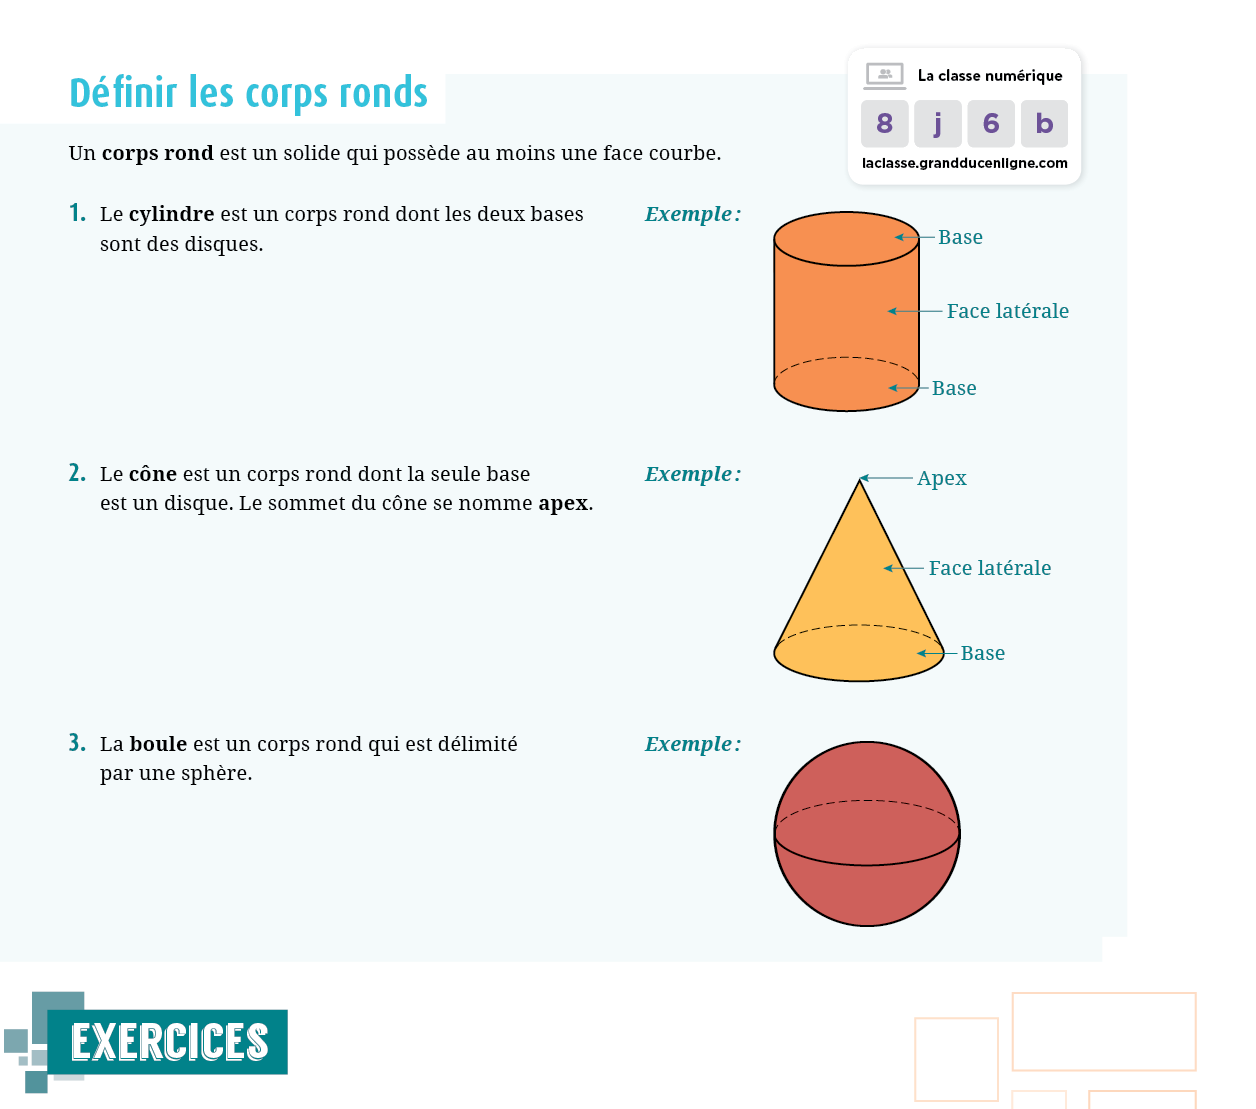 Définir les corps ronds
La classe numérique
8 j 6 b
laclasse.grandducenligne.com
Un corps rond est un solide qui possède au moins une face courbe.
1. Le cylindre est un corps rond dont les deux bases
sont des disques.
Exemple :
Base
Face latérale
Base
2. Le cône est un corps rond dont la seule base
est un disque. Le sommet du cône se nomme apex.
Exemple :
Apex
Face latérale
Base
3. La boule est un corps rond qui est délimité
par une sphère.
Exemple :
EXERCICES